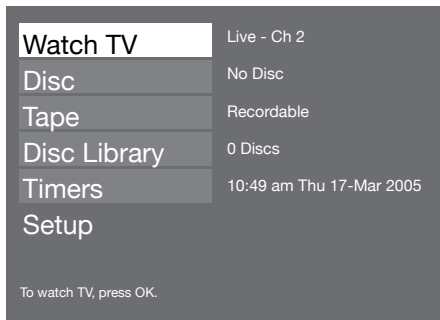 Watch TV Live - Ch 2
Disc No Disc
Tape Recordable
Disc Library 0 Discs
Timers 10:49 am Thu 17-Mar 2005
Setup
To watch TV, press OK.